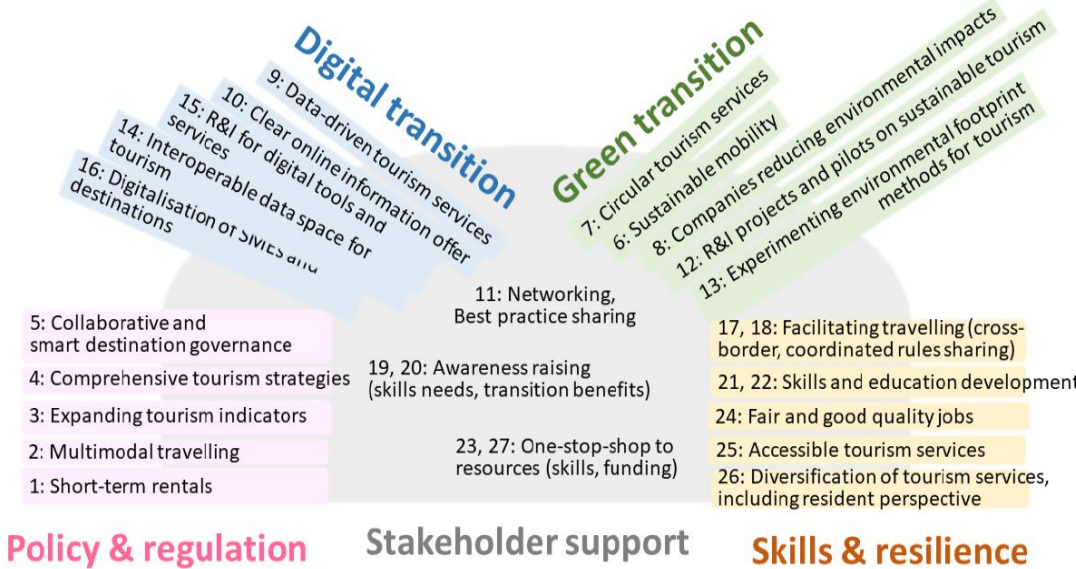 Digital transition
9: Data-driven tourism services
10: Clear online information offer
15: R&I for digital tools and
services
14: Interoperable data space for
tourism
16: Digitalisation of SMEs and
destinations
Green transition
7: Circular tourism services
6: Sustainable mobility
8: Companies reducing environmental impacts
12: R&I projects and pilots on sustainable tourism
13: Experimenting environmental footprint
methods for tourism
11: Networking,
Best practice sharing
19, 20: Awareness raising
(skills needs, transition benefits)
23, 27: One-stop-shop to
resources (skills, funding)
5: Collaborative and
smart destination governance
4: Comprehensive tourism strategies
3: Expanding tourism indicators
2: Multimodal travelling
1: Short-term rentals
17, 18: Facilitating travelling (cross-
border, coordinated rules sharing)
21, 22: Skills and education development
24: Fair and good quality jobs
25: Accessible tourism services
26: Diversification of tourism services,
including resident perspective
Policy & regulation
Stakeholder support
Skills & resilience